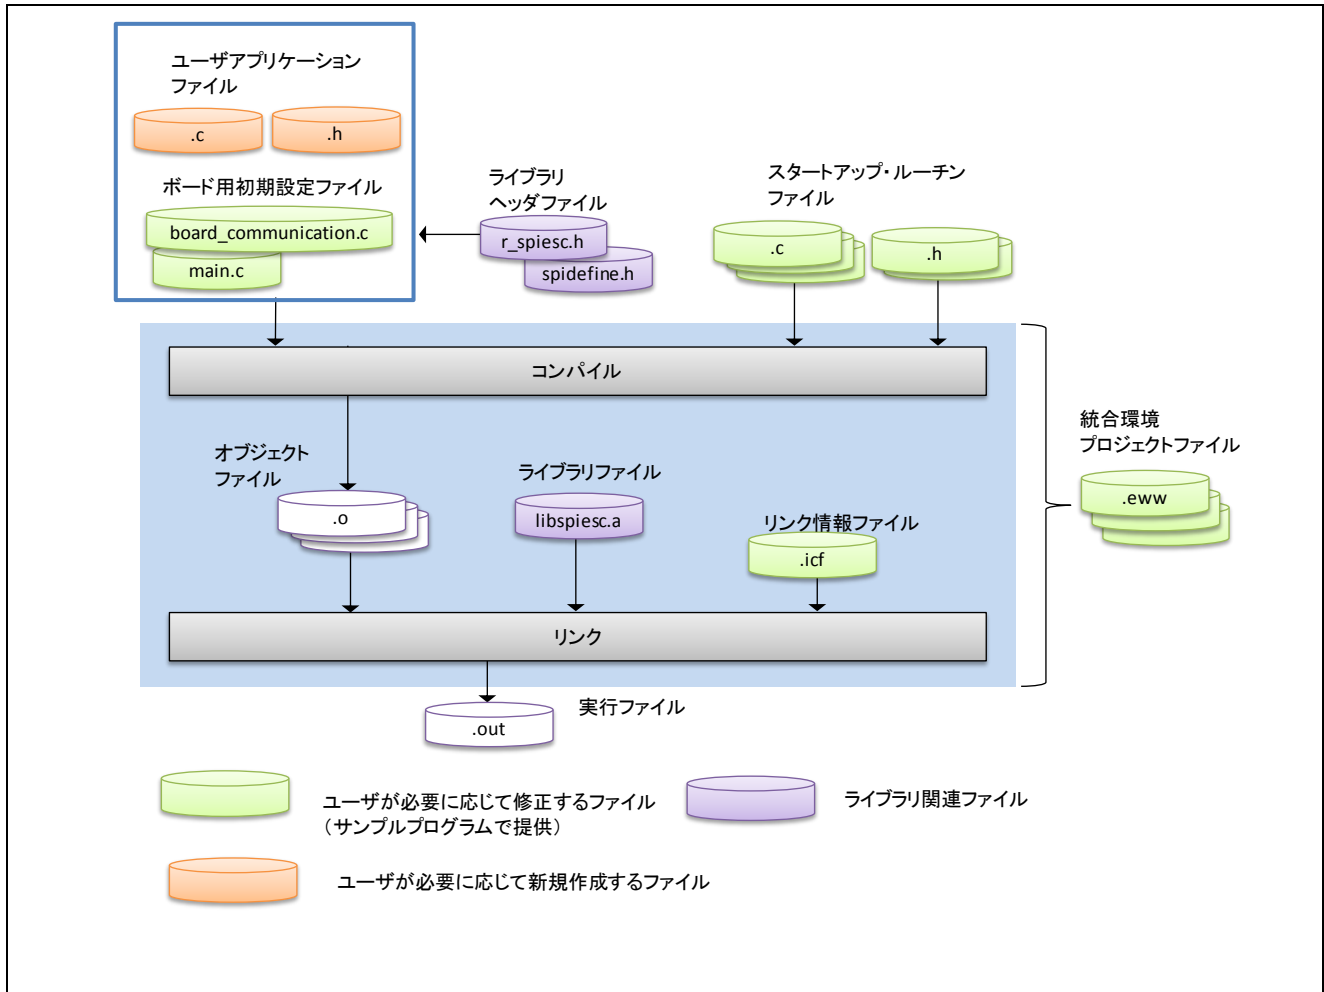 ユーザアプリケーション
ファイル
.c
.h
ボード用初期設定ファイル
board_communication.c
main.c
ライブラリ
ヘッダファイル
r_spiesc.h
spidefine.h
スタートアップ・ルーチン
ファイル
.c
.h
コンパイル
オブジェクト
ファイル
.o
ライブラリファイル
libspiesc.a
リンク情報ファイル
.icf
統合環境
プロジェクトファイル
.eww
リンク
.out
実行ファイル
ユーザが必要に応じて修正するファイル
(サンプルプログラムで提供)
ライブラリ関連ファイル
ユーザが必要に応じて新規作成するファイル